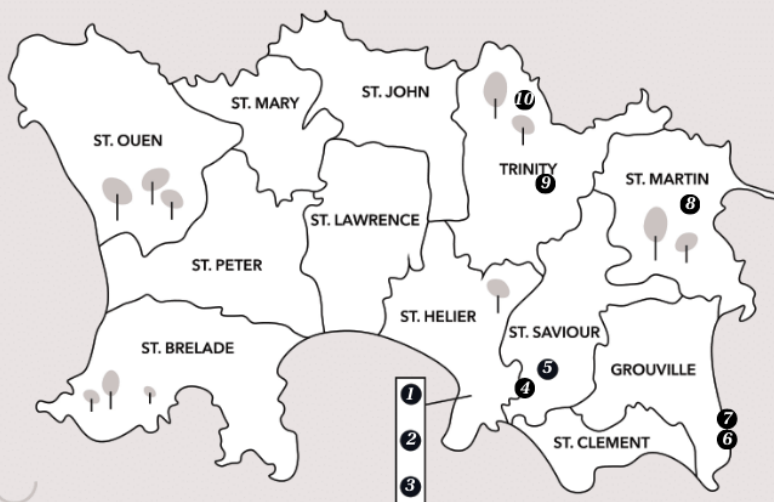 ST. JOHN
ST. MARY
10
ST. OUEN
TRINITY
9
ST. MARTIN
8
ST. LAWRENCE
ST. PETER
ST. HELIER
ST. SAVIOUR
ST. BRELADE
5
GROUVILLE
4
1
7
2
6
ST. CLEMENT
3